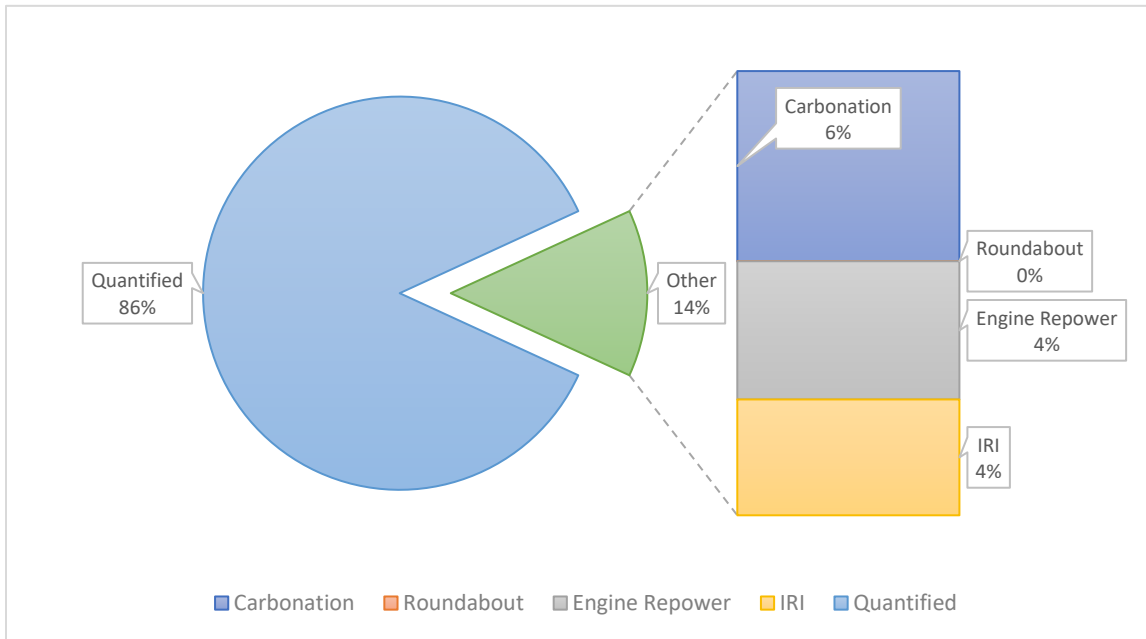 Carbonation
6%
Quantified
86%
Other
14%
Roundabout
0%
Engine Repower
4%
IRI
4%
Carbonation Roundabout Engine Repower IRI Quantified